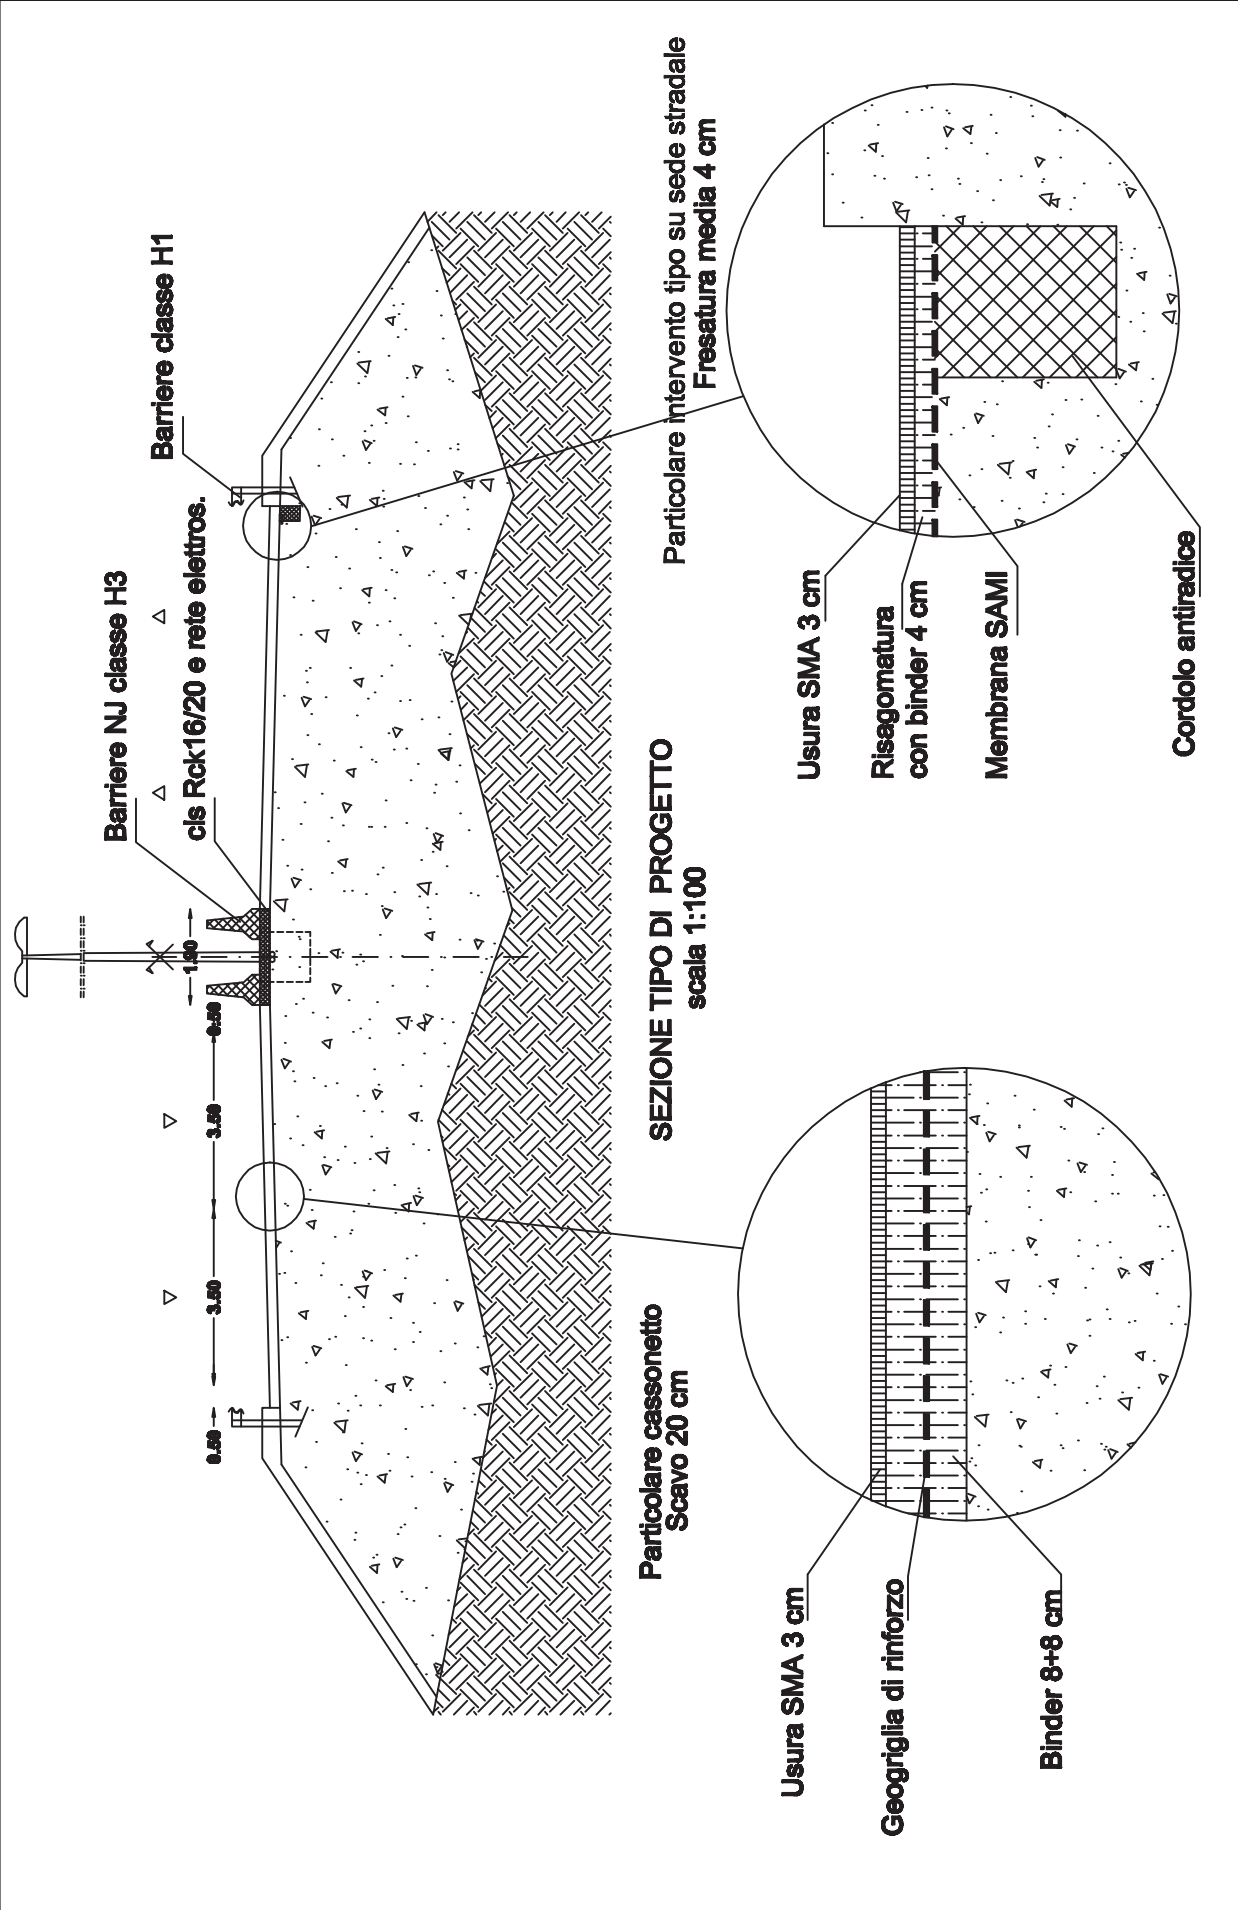 Barriere classe H1
Barriere NJ classe H3
cls Rck16/20 e rete elettros.
1.90
0.50
3.50
3.50
0.50
SEZIONE TIPO DI PROGETTO
scala 1:100
Particolare cassonetto
Scavo 20 cm
Usura SMA 3 cm
Geogriglia di rinforzo
Binder 8+8 cm
Particolare intervento tipo su sede stradale
Fresatura media 4 cm
Usura SMA 3 cm
Risagomatura
con binder 4 cm
Membrana SAMI
Cordolo antiradice